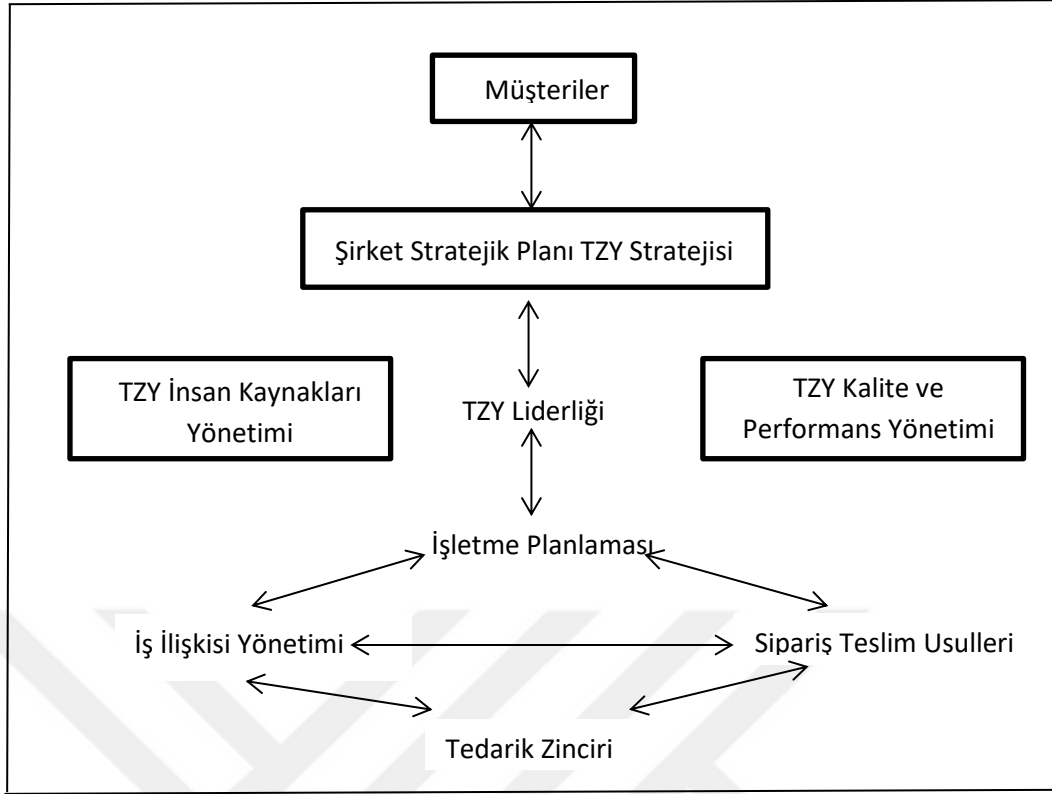 Müşteriler
Şirket Stratejik Planı TZY Stratejisi
TZY İnsan Kaynakları
Yönetimi
TZY Liderliği
TZY Kalite ve
Performans Yönetimi
İşletme Planlaması
İş İlişkisi Yönetimi
Sipariş Teslim Usulleri
Tedarik Zinciri